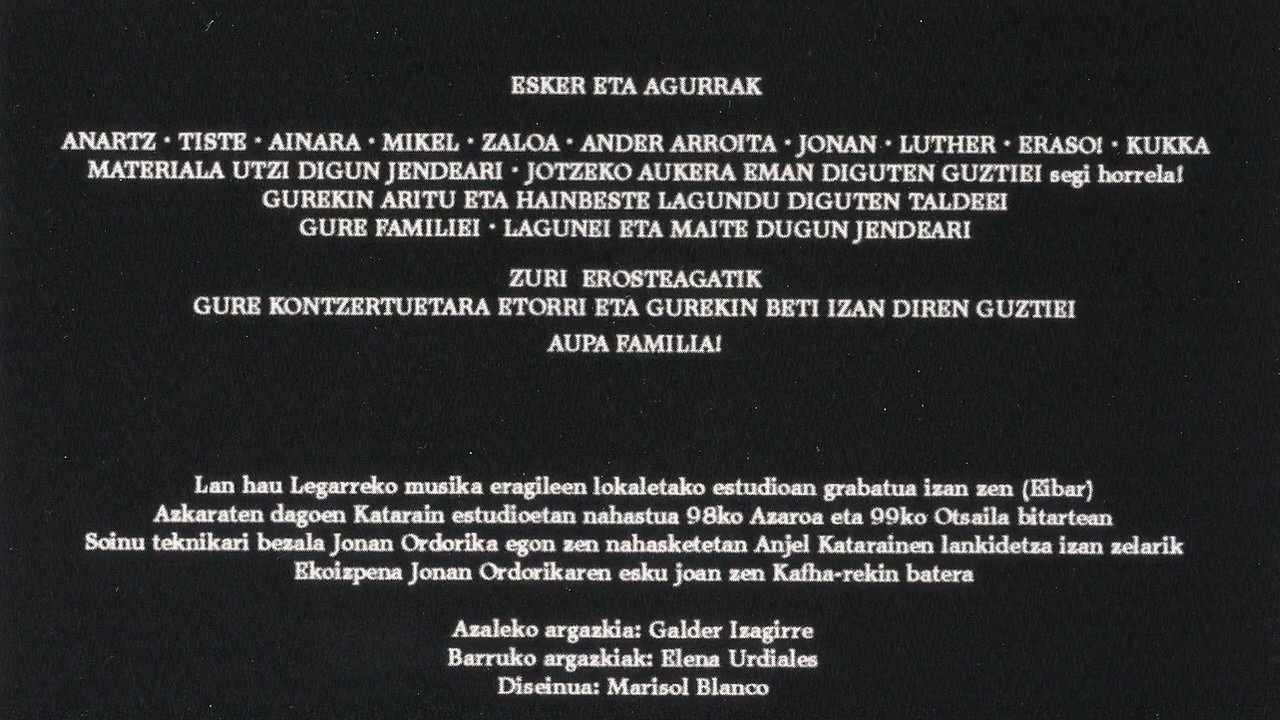 ESKER ETA AGURRAK
ANARTZ · TISTE · AINARA · MIKEL · ZALOA · ANDER ARROITA · JONAN · LUTHER · ERASO! · KUKKA
MATERIALA UTZI DIGUN JENDEARI · JOTZEKO AUKERA EMAN DIGUTEN GUZTIEI segi horrela!
GUREKIN ARITU ETA HAINBESTE LAGUNDU DIGUTEN TALDEEI
GURE FAMILIEI · LAGUNEI ETA MAITE DUGUN JENDEARI
ZURI EROSTEAGATIK
GURE KONTZERTUETARA ETORRI ETA GUREKIN BETI IZAN DIREN GUZTIEI
AUPA FAMILIA!
Lan hau Legarreko musika eragileen lokaletako estudioan grabatua izan zen (Eibar)
Azkaraten dagoen Katarain estudioetan nahastua 98ko Azaroa eta 99ko Otsaila bitartean
Soinu teknikari bezala Jonan Ordorika egon zen nahasketetan Anjel Katarainen lankidetza izan zelarik
Ekoizpena Jonan Ordorikaren esku joan zen Kafha-rekin batera
Azaleko argazkia: Galder Izagirre
Barruko argazkiak: Elena Urdiales
Diseinua: Marisol Blanco